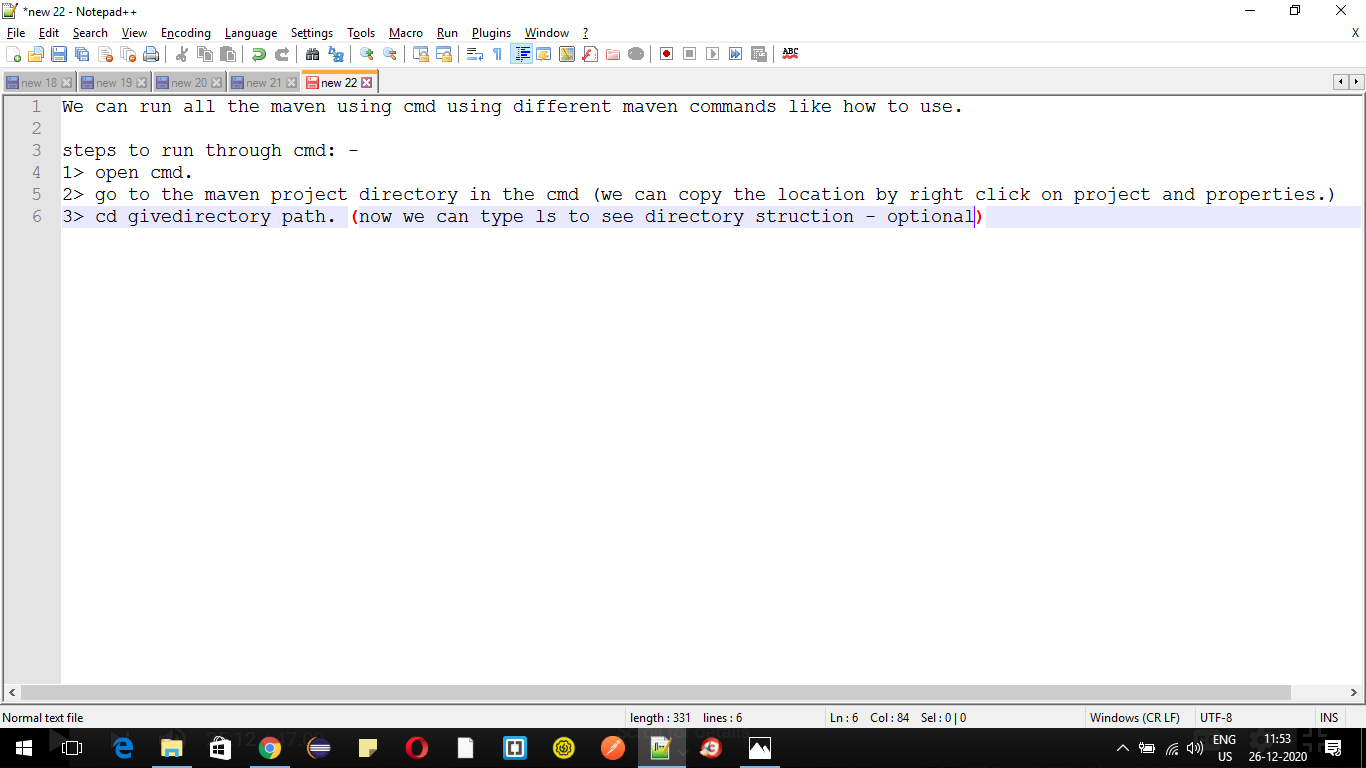 *new 22 - Notepad++
File Edit Search View Encoding Language Settings Tools Macro Run Plugins Window ? X
ABC
new 18 new 19 new 20 new 21 new 22
1 We can run all the maven using cmd using different maven commands like how to use.
2
3 steps to run through cmd: -
4 1> open cmd.
5 2> go to the maven project directory in the cmd (we can copy the location by right click on project and properties.)
6 3> cd givedirectory path. (now we can type ls to see directory struction - optional)
Normal text file length : 331 lines : 6 Ln : 6 Col : 84 Sel : 0 | 0 Windows (CR LF) UTF-8 INS
ENG 11:53
US 26-12-2020